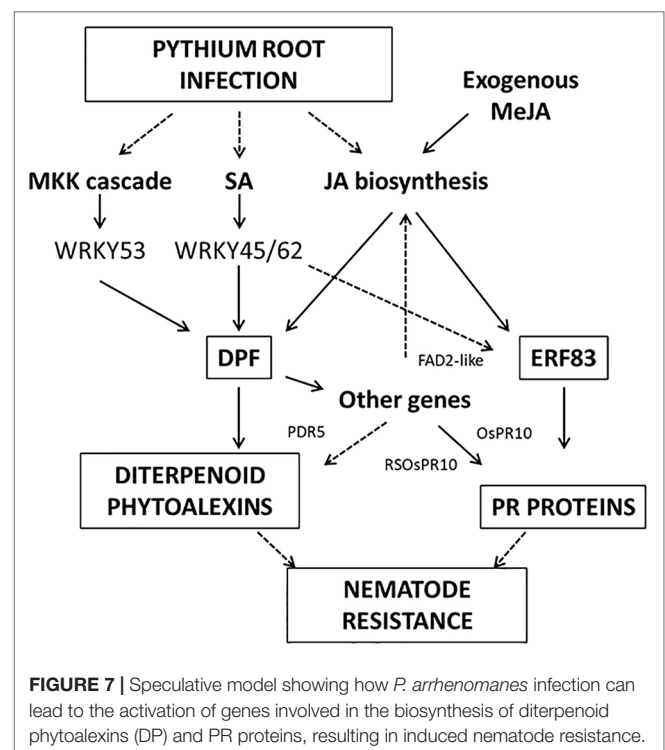 PYTHIUM ROOT
INFECTION
Exogenous
MeJA
MKK cascade
SA
JA biosynthesis
WRKY53
WRKY45/62
DPF
FAD2-like
ERF83
Other genes
PDR5
OsPR10
RSOsPR10
DITERPENOID
PHYTOALEXINS
PR PROTEINS
NEMATODE
RESISTANCE
FIGURE 7 | Speculative model showing how P. arrhenomanes infection can
lead to the activation of genes involved in the biosynthesis of diterpenoid
phytoalexins (DP) and PR proteins, resulting in induced nematode resistance.